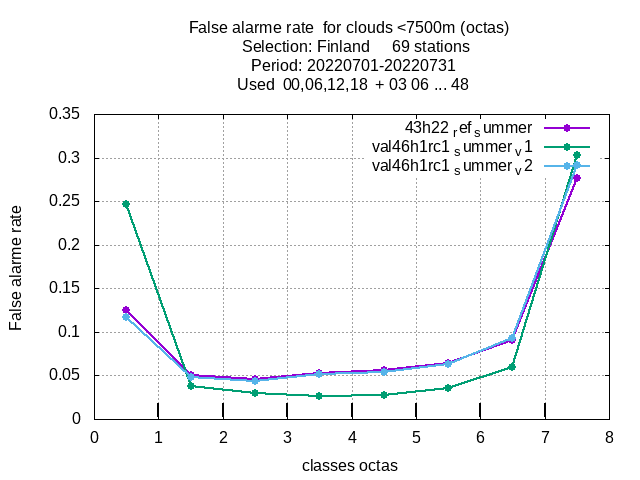 False alarme rate for clouds <7500m (octas)
Selection: Finland 69 stations
Period: 20220701-20220731
Used 00,06,12,18 + 03 06 ... 48
0.35
0.3
0.25
0.2
0.15
0.1
0.05
0
False alarme rate
43h22 ref summer
val46h1rc1 summer v1
val46h1rc1 summer v2
0 1 2 3 4 5 6 7 8
classes octas